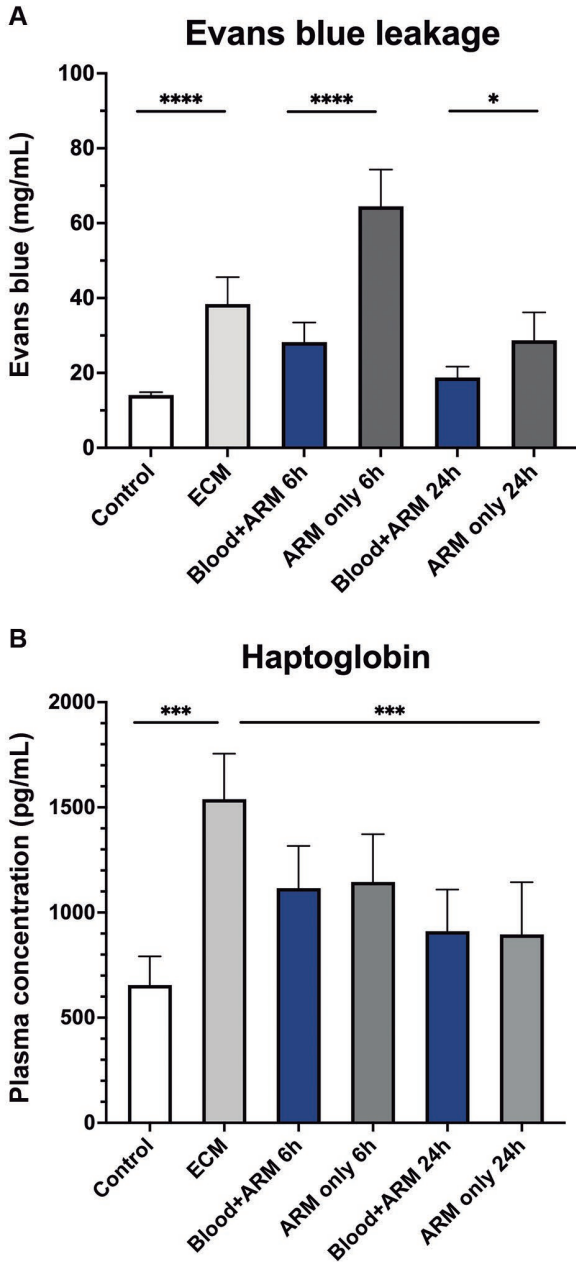 A
Evans blue leakage
Evans blue (mg/mL)
100
80
60
40
20
0
****
****
*
Control
ECM
Blood+ARM 6h
ARM only 6h
Blood+ARM 24h
ARM only 24h
B
Haptoglobin
Plasma concentration (pg/mL)
2000
1500
1000
500
0
***
***
Control
ECM
Blood+ARM 6h
ARM only 6h
Blood+ARM 24h
ARM only 24h